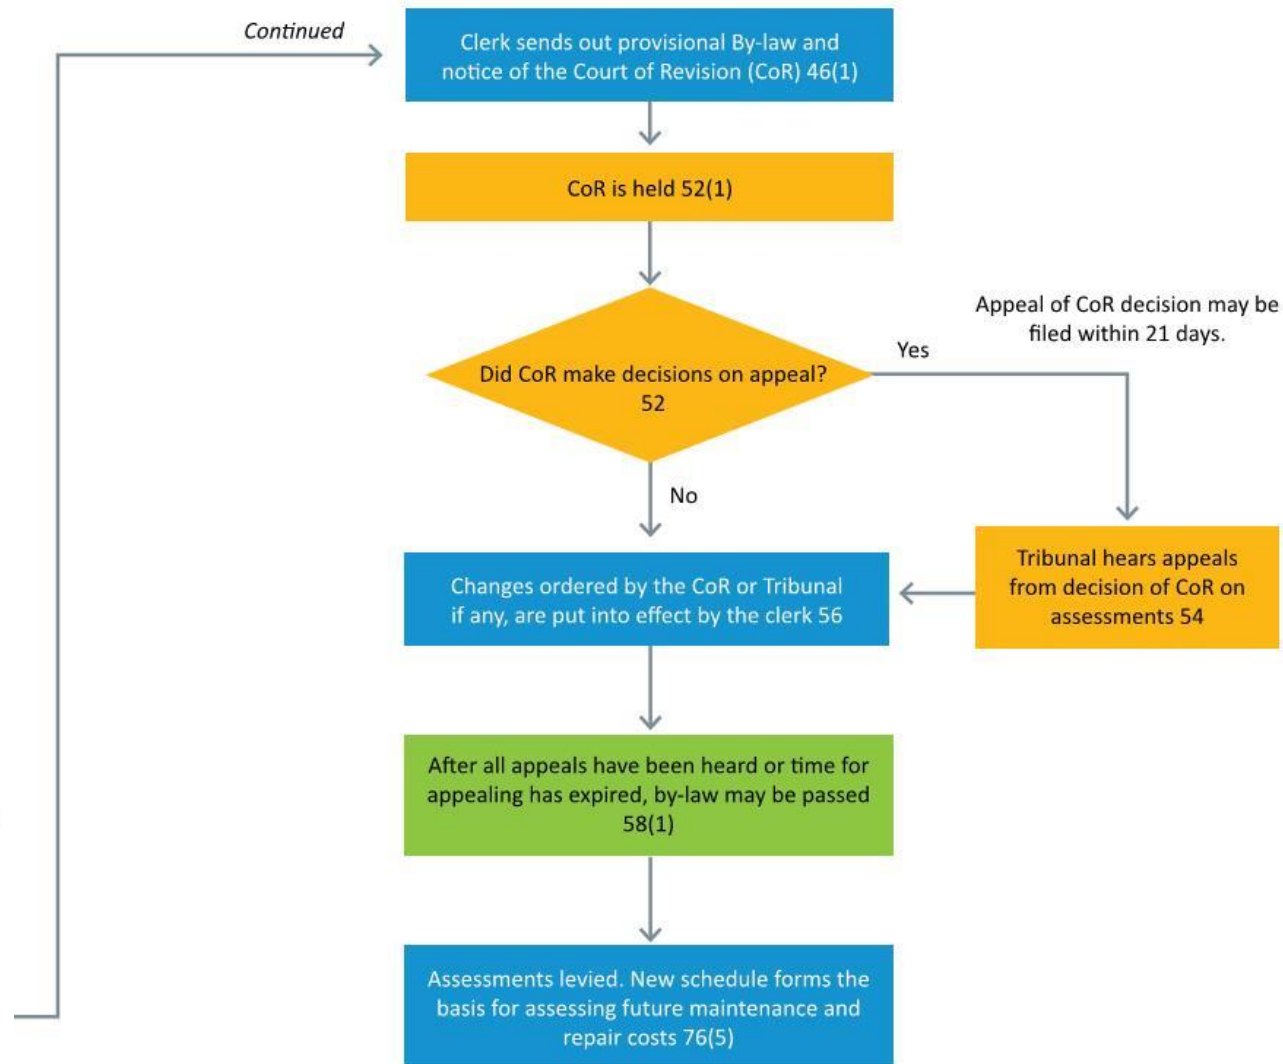 Continued
Clerk sends out provisional By-law and
notice of the Court of Revision (CoR) 46(1)
CoR is held 52(1)
Appeal of CoR decision may be
filed within 21 days.
Yes
Did CoR make decisions on appeal?
52
No
Tribunal hears appeals
from decision of CoR on
assessments 54
Changes ordered by the CoR or Tribunal
if any, are put into effect by the clerk 56
After all appeals have been heard or time for
appealing has expired, by-law may be passed
58(1)
Assessments levied. New schedule forms the
basis for assessing future maintenance and
repair costs 76(5)